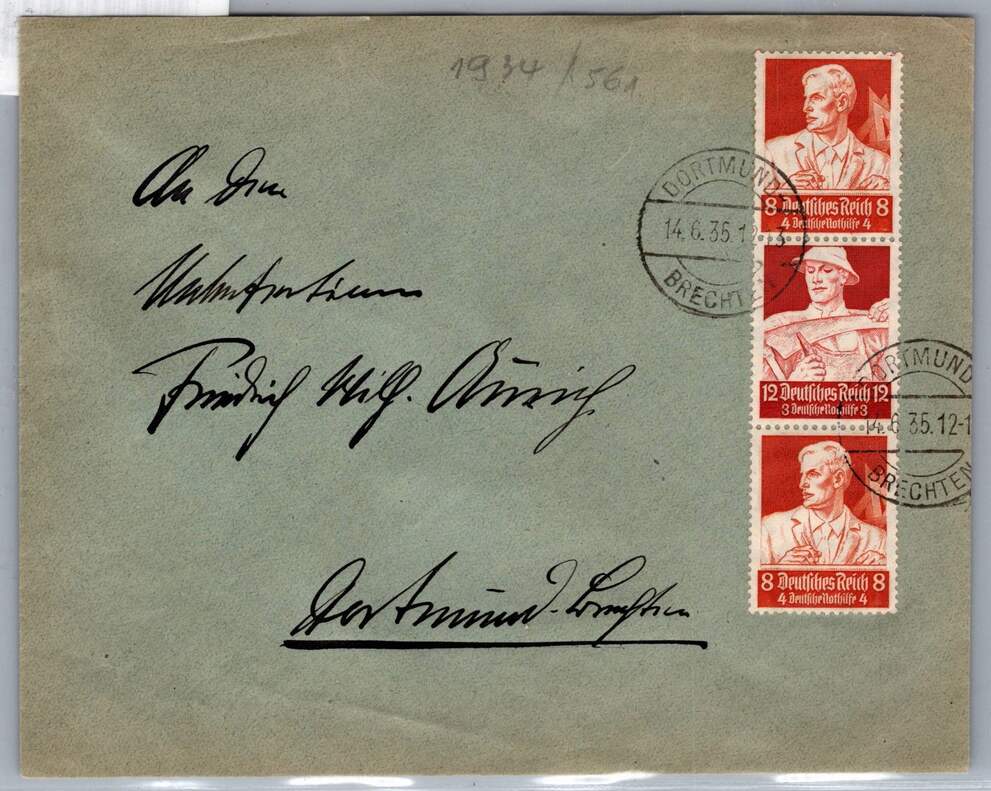 1934 / 561
An den
Friedrich Wilh. Aurich
Dortmund-Brechten
8 Deutsches Reich 8
4 Deutsche Nothilfe 4
12 Deutsches Reich 12
3 Deutsche Nothilfe 3
8 Deutsches Reich 8
4 Deutsche Nothilfe 4
DORTMUND
14.6.35.12
BRECHTEN
DORTMUND
14.6.35.12-1
BRECHTEN